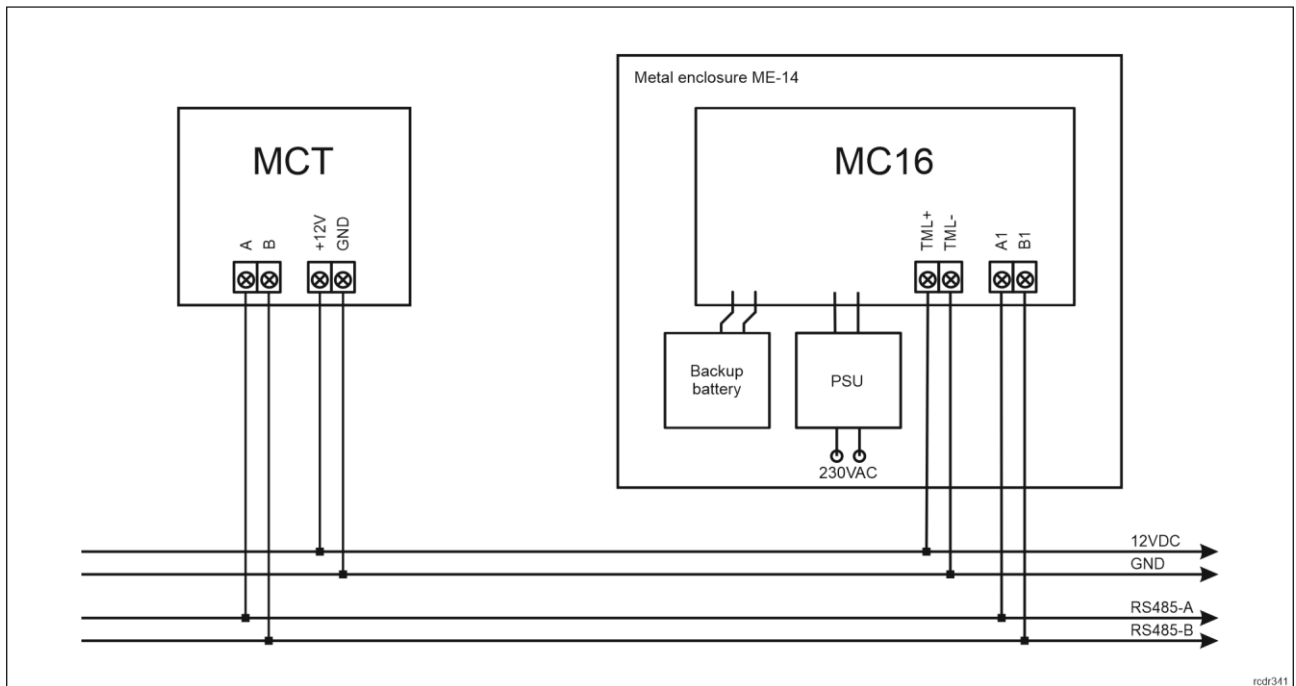 Metal enclosure ME-14
MCT
MC16
A
B
+12V
GND
TML+
TML-
A1
B1
Backup
battery
PSU
230VAC
12VDC
GND
RS485-A
RS485-B
rcdr341